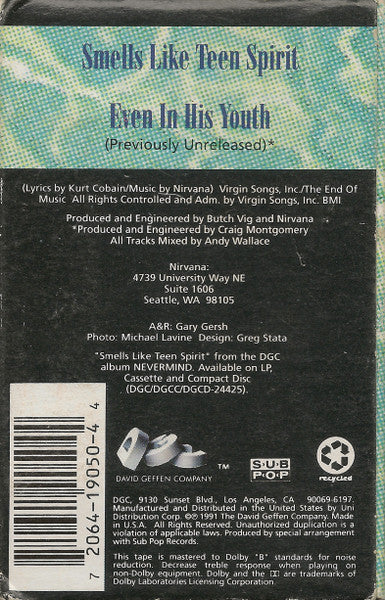 Smells Like Teen Spirit
Even In His Youth
(Previously Unreleased)*
(Lyrics by Kurt Cobain/Music by Nirvana) Virgin Songs, Inc./The End Of
Music All Rights Controlled and Adm. by Virgin Songs, Inc. BMI
Produced and Engineered by Butch Vig and Nirvana
*Produced and Engineered by Craig Montgomery
All Tracks Mixed by Andy Wallace
Nirvana:
4739 University Way NE
Suite 1606
Seattle, WA 98105
A&R: Gary Gersh
Photo: Michael Lavine Design: Greg Stata
"Smells Like Teen Spirit" from the DGC
album NEVERMIND. Available on LP,
Cassette and Compact Disc
(DGC/DGCC/DGCD-24425).
7 2064-19050-4 4
DAVID GEFFEN COMPANY
TM
SUB
POP
recycled
DGC, 9130 Sunset Blvd., Los Angeles, CA 90069-6197.
Manufactured and Distributed in the United States by Uni
Distribution Corp. ©℗ 1991 The David Geffen Company. Made
in U.S.A. All Rights Reserved. Unauthorized duplication is a
violation of applicable laws. Produced by special arrangement
with Sub Pop Records.
This tape is mastered to Dolby "B" standards for noise
reduction. Decrease treble response when playing on
non-Dolby equipment. Dolby and the DD are trademarks of
Dolby Laboratories Licensing Corporation.